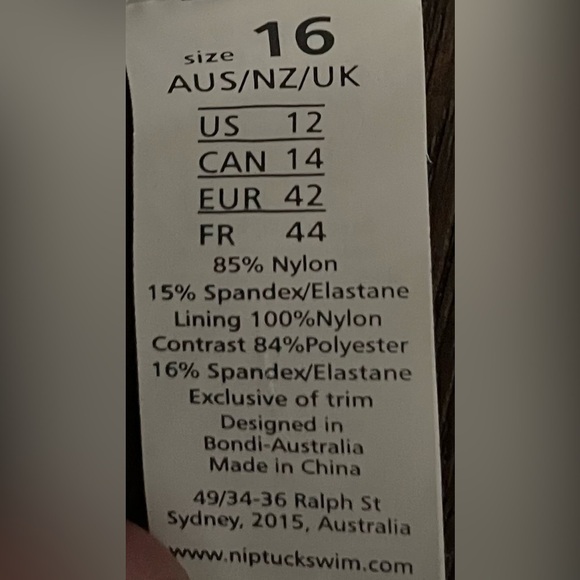 size 16
AUS/NZ/UK
US 12
CAN 14
EUR 42
FR 44
85% Nylon
15% Spandex/Elastane
Lining 100%Nylon
Contrast 84%Polyester
16% Spandex/Elastane
Exclusive of trim
Designed in
Bondi-Australia
Made in China
49/34-36 Ralph St
Sydney, 2015, Australia
www.niptuckswim.com